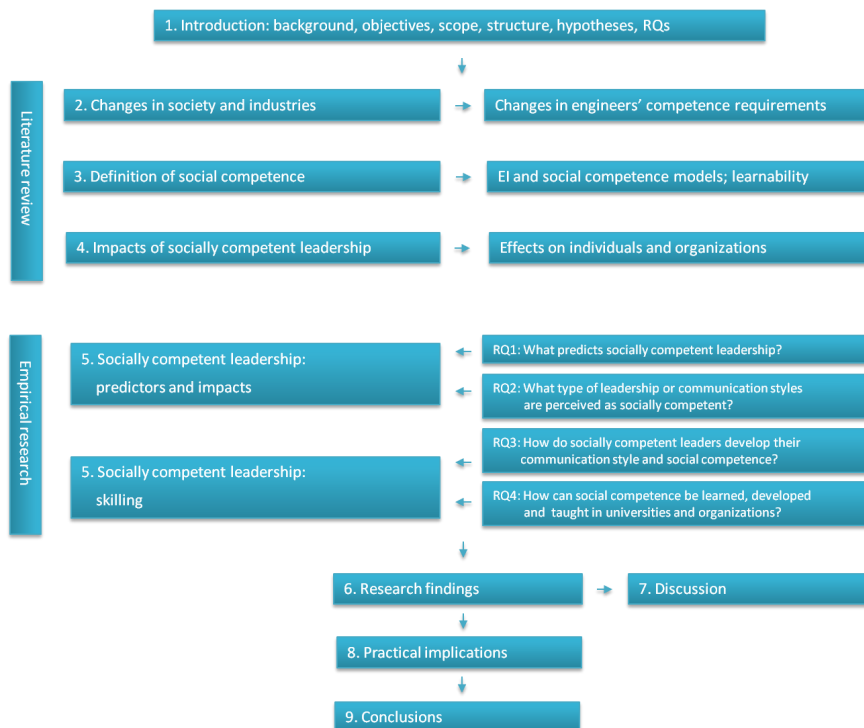 1. Introduction: background, objectives, scope, structure, hypotheses, RQs
Literature review
2. Changes in society and industries
Changes in engineers’ competence requirements
3. Definition of social competence
EI and social competence models; learnability
4. Impacts of socially competent leadership
Effects on individuals and organizations
Empirical research
5. Socially competent leadership:
predictors and impacts
RQ1: What predicts socially competent leadership?
RQ2: What type of leadership or communication styles
are perceived as socially competent?
5. Socially competent leadership:
skilling
RQ3: How do socially competent leaders develop their
communication style and social competence?
RQ4: How can social competence be learned, developed
and taught in universities and organizations?
6. Research findings
7. Discussion
8. Practical implications
9. Conclusions